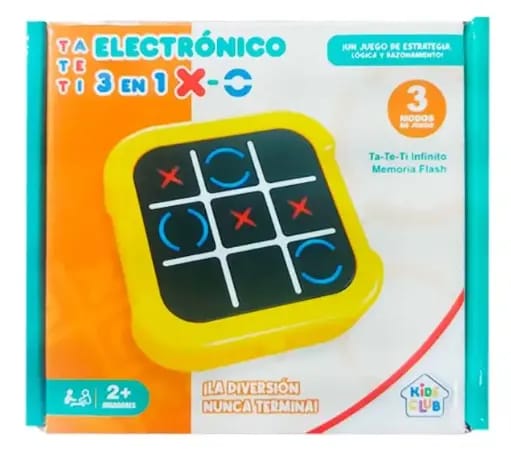 TA ELECTRÓNICO
TE 3 EN 1 X-O
TI
¡UN JUEGO DE ESTRATEGIA,
LÓGICA Y RAZONAMIENTO!
3
MODOS
DE JUEGO
Ta-Te-Ti Infinito
Memoria Flash
2+
JUGADORES
¡LA DIVERSIÓN
NUNCA TERMINA!
KIDS
CLUB